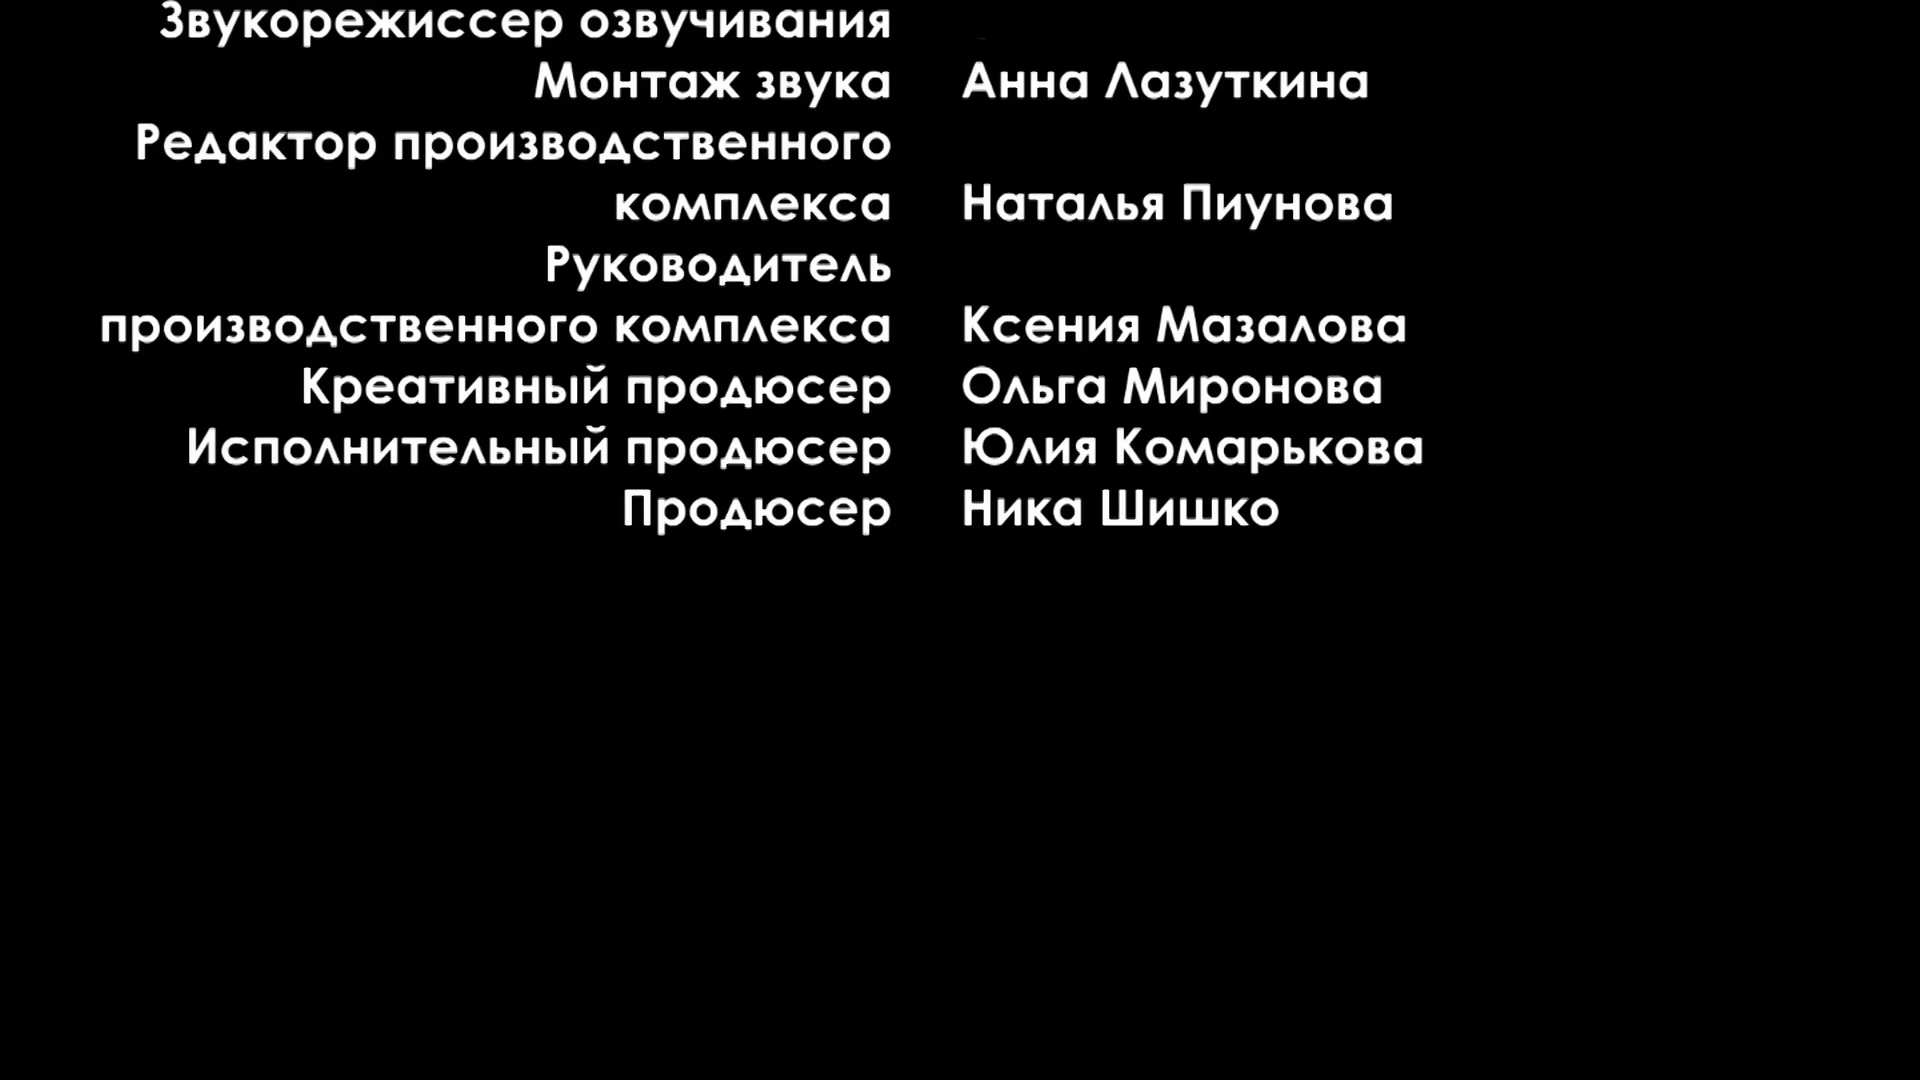 Звукорежиссер озвучивания
Монтаж звука Анна Лазуткина
Редактор производственного
комплекса Наталья Пиунова
Руководитель
производственного комплекса Ксения Мазалова
Креативный продюсер Ольга Миронова
Исполнительный продюсер Юлия Комарькова
Продюсер Ника Шишко